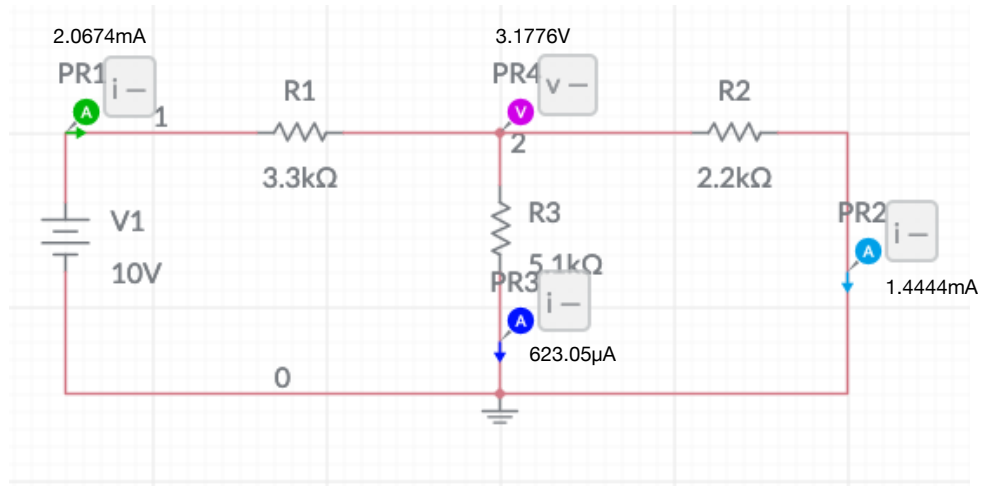 2.0674mA
3.1776V
PR1
i —
PR4
v —
A
1
R1
V
2
R2
3.3kΩ
2.2kΩ
V1
10V
R3
5.1kΩ
PR2
i —
A
1.4444mA
PR3
i —
A
623.05µA
0